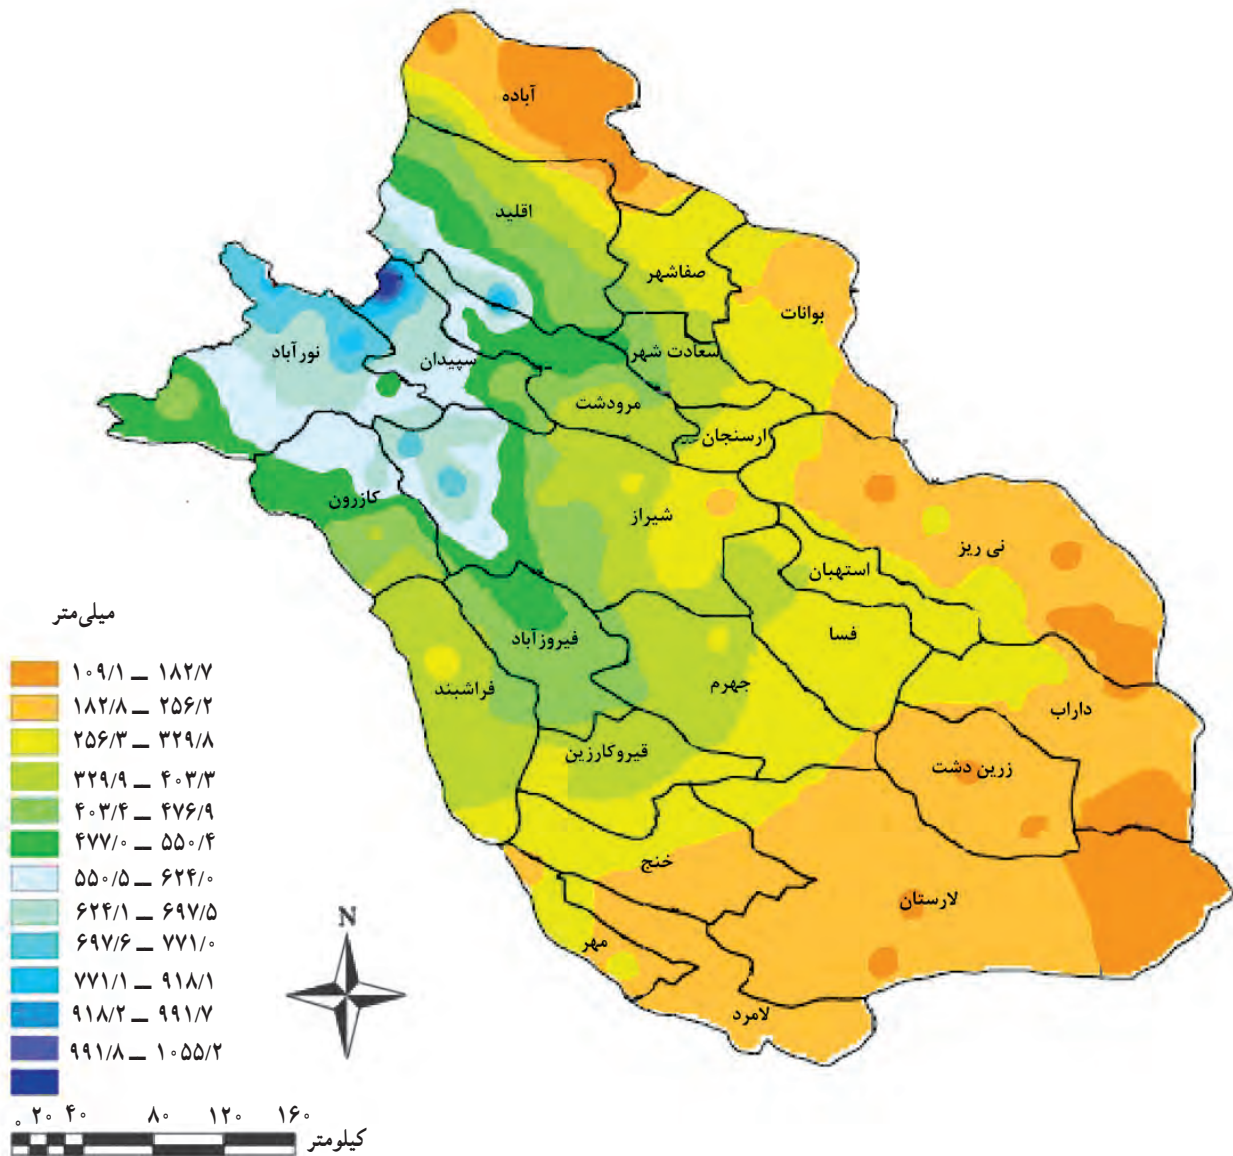 آباده
اقلید
صفاشهر
بوانات
نورآباد
سپیدان
سعادت شهر
مرودشت
ارسنجان
کازرون
شیراز
نی ریز
استهبان
فسا
فیروزآباد
فراشبند
جهرم
داراب
قیروکارزین
زرین دشت
خنج
لارستان
مهر
لامرد
میلی‌متر
۱۰۹/۱ – ۱۸۲/۷
۱۸۲/۸ – ۲۵۶/۲
۲۵۶/۳ – ۳۲۹/۸
۳۲۹/۹ – ۴۰۳/۳
۴۰۳/۴ – ۴۷۶/۹
۴۷۷/۰ – ۵۵۰/۴
۵۵۰/۵ – ۶۲۴/۰
۶۲۴/۱ – ۶۹۷/۵
۶۹۷/۶ – ۷۷۱/۰
۷۷۱/۱ – ۹۱۸/۱
۹۱۸/۲ – ۹۹۱/۷
۹۹۱/۸ – ۱۰۵۵/۲
N
۰ ۲۰ ۴۰ ۸۰ ۱۲۰ ۱۶۰
کیلومتر